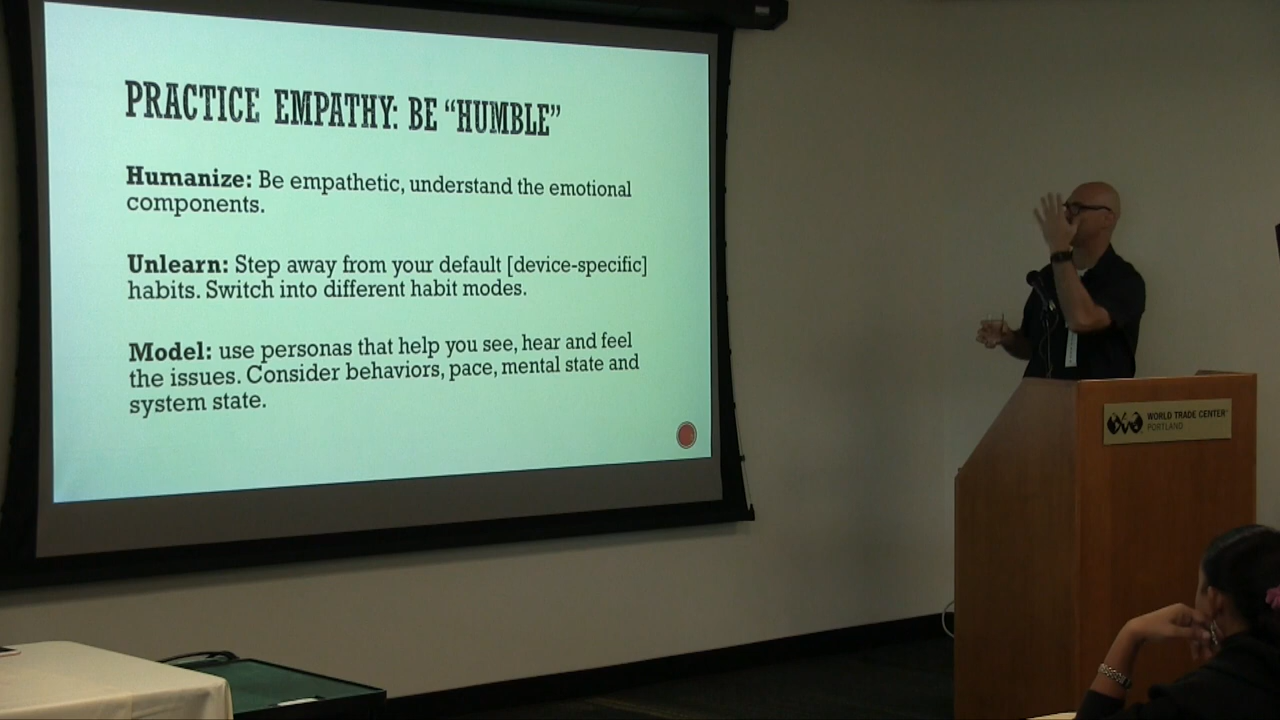 PRACTICE EMPATHY: BE “HUMBLE”
Humanize: Be empathetic, understand the emotional
components.
Unlearn: Step away from your default [device-specific]
habits. Switch into different habit modes.
Model: use personas that help you see, hear and feel
the issues. Consider behaviors, pace, mental state and
system state.
WORLD TRADE CENTER®
PORTLAND